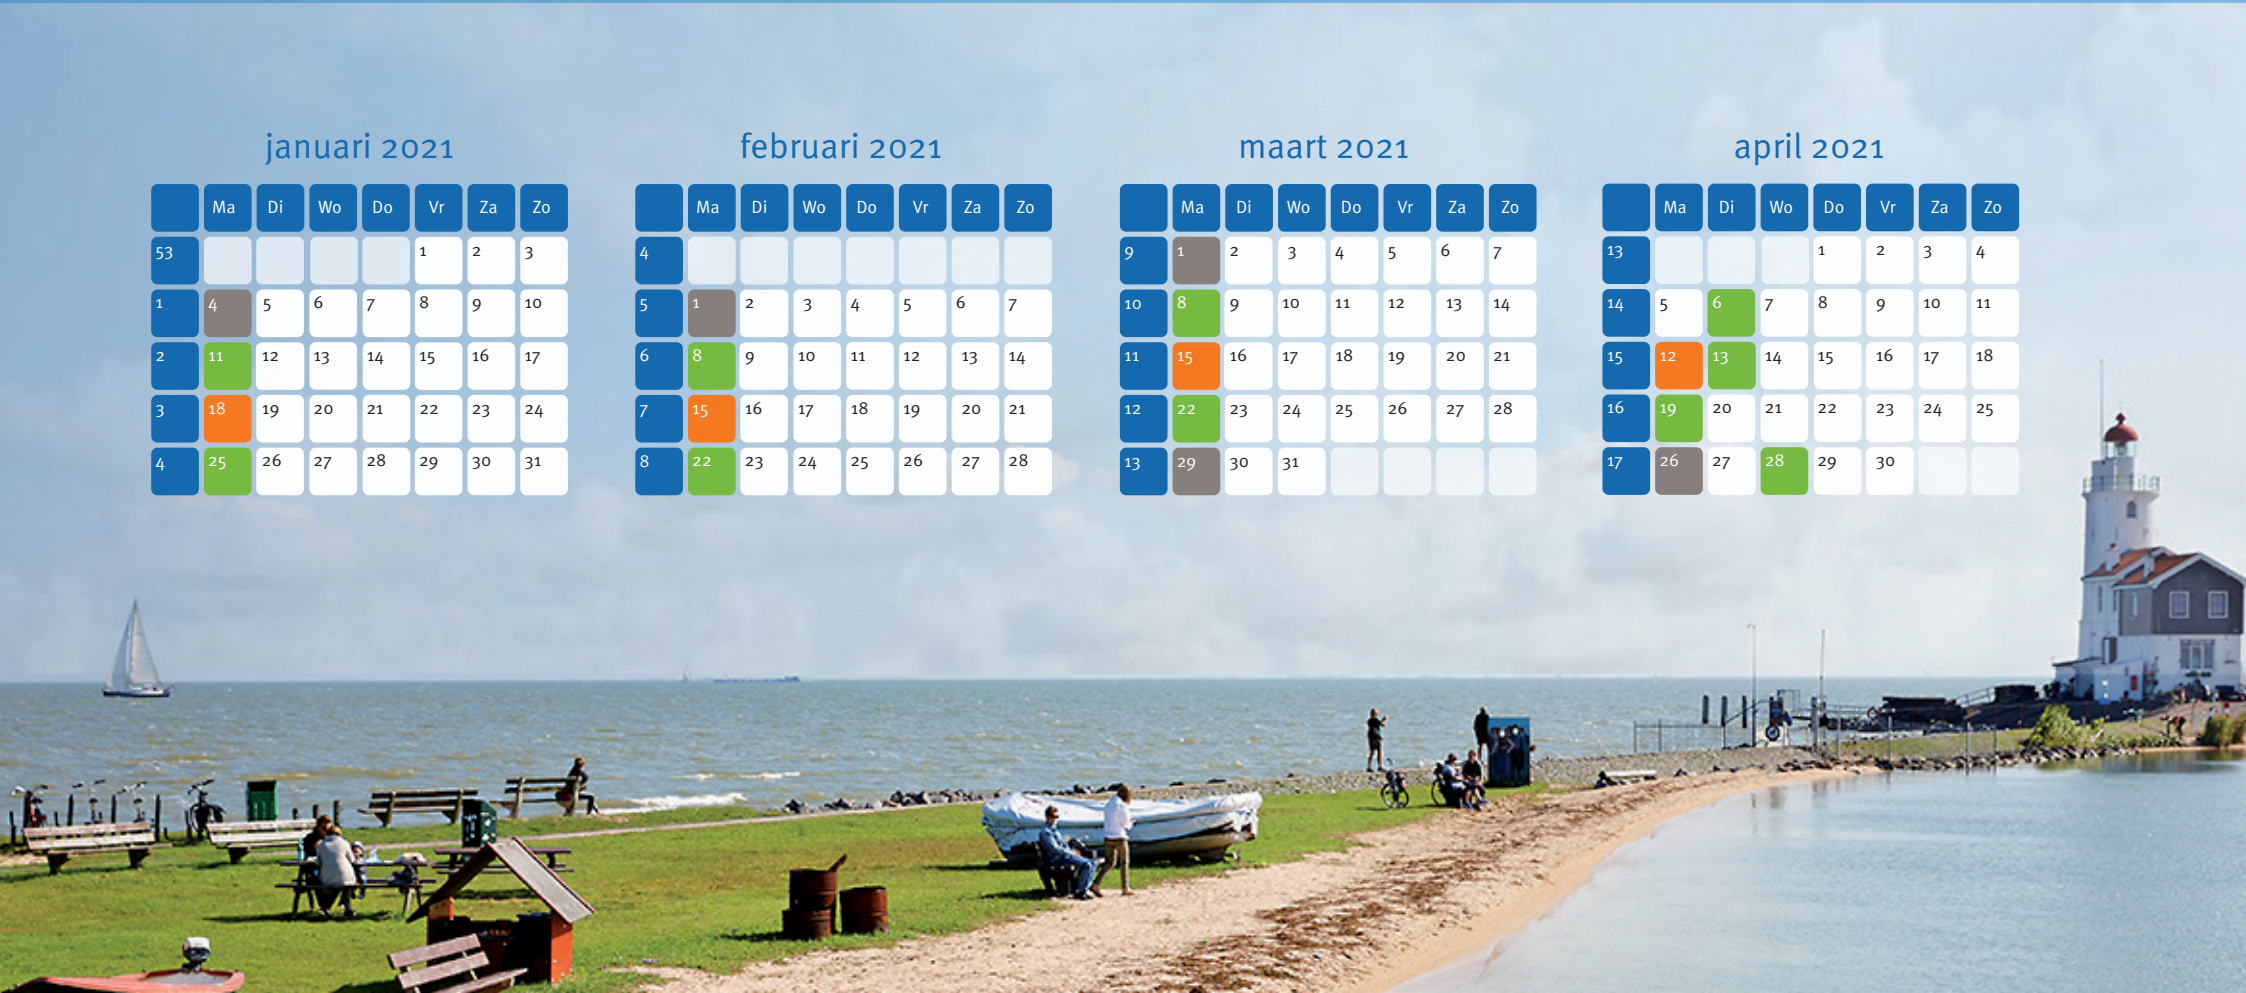 januari 2021
Ma Di Wo Do Vr Za Zo
53 1 2 3
1 4 5 6 7 8 9 10
2 11 12 13 14 15 16 17
3 18 19 20 21 22 23 24
4 25 26 27 28 29 30 31
februari 2021
Ma Di Wo Do Vr Za Zo
4
5 1 2 3 4 5 6 7
6 8 9 10 11 12 13 14
7 15 16 17 18 19 20 21
8 22 23 24 25 26 27 28
maart 2021
Ma Di Wo Do Vr Za Zo
9 1 2 3 4 5 6 7
10 8 9 10 11 12 13 14
11 15 16 17 18 19 20 21
12 22 23 24 25 26 27 28
13 29 30 31
april 2021
Ma Di Wo Do Vr Za Zo
13 1 2 3 4
14 5 6 7 8 9 10 11
15 12 13 14 15 16 17 18
16 19 20 21 22 23 24 25
17 26 27 28 29 30